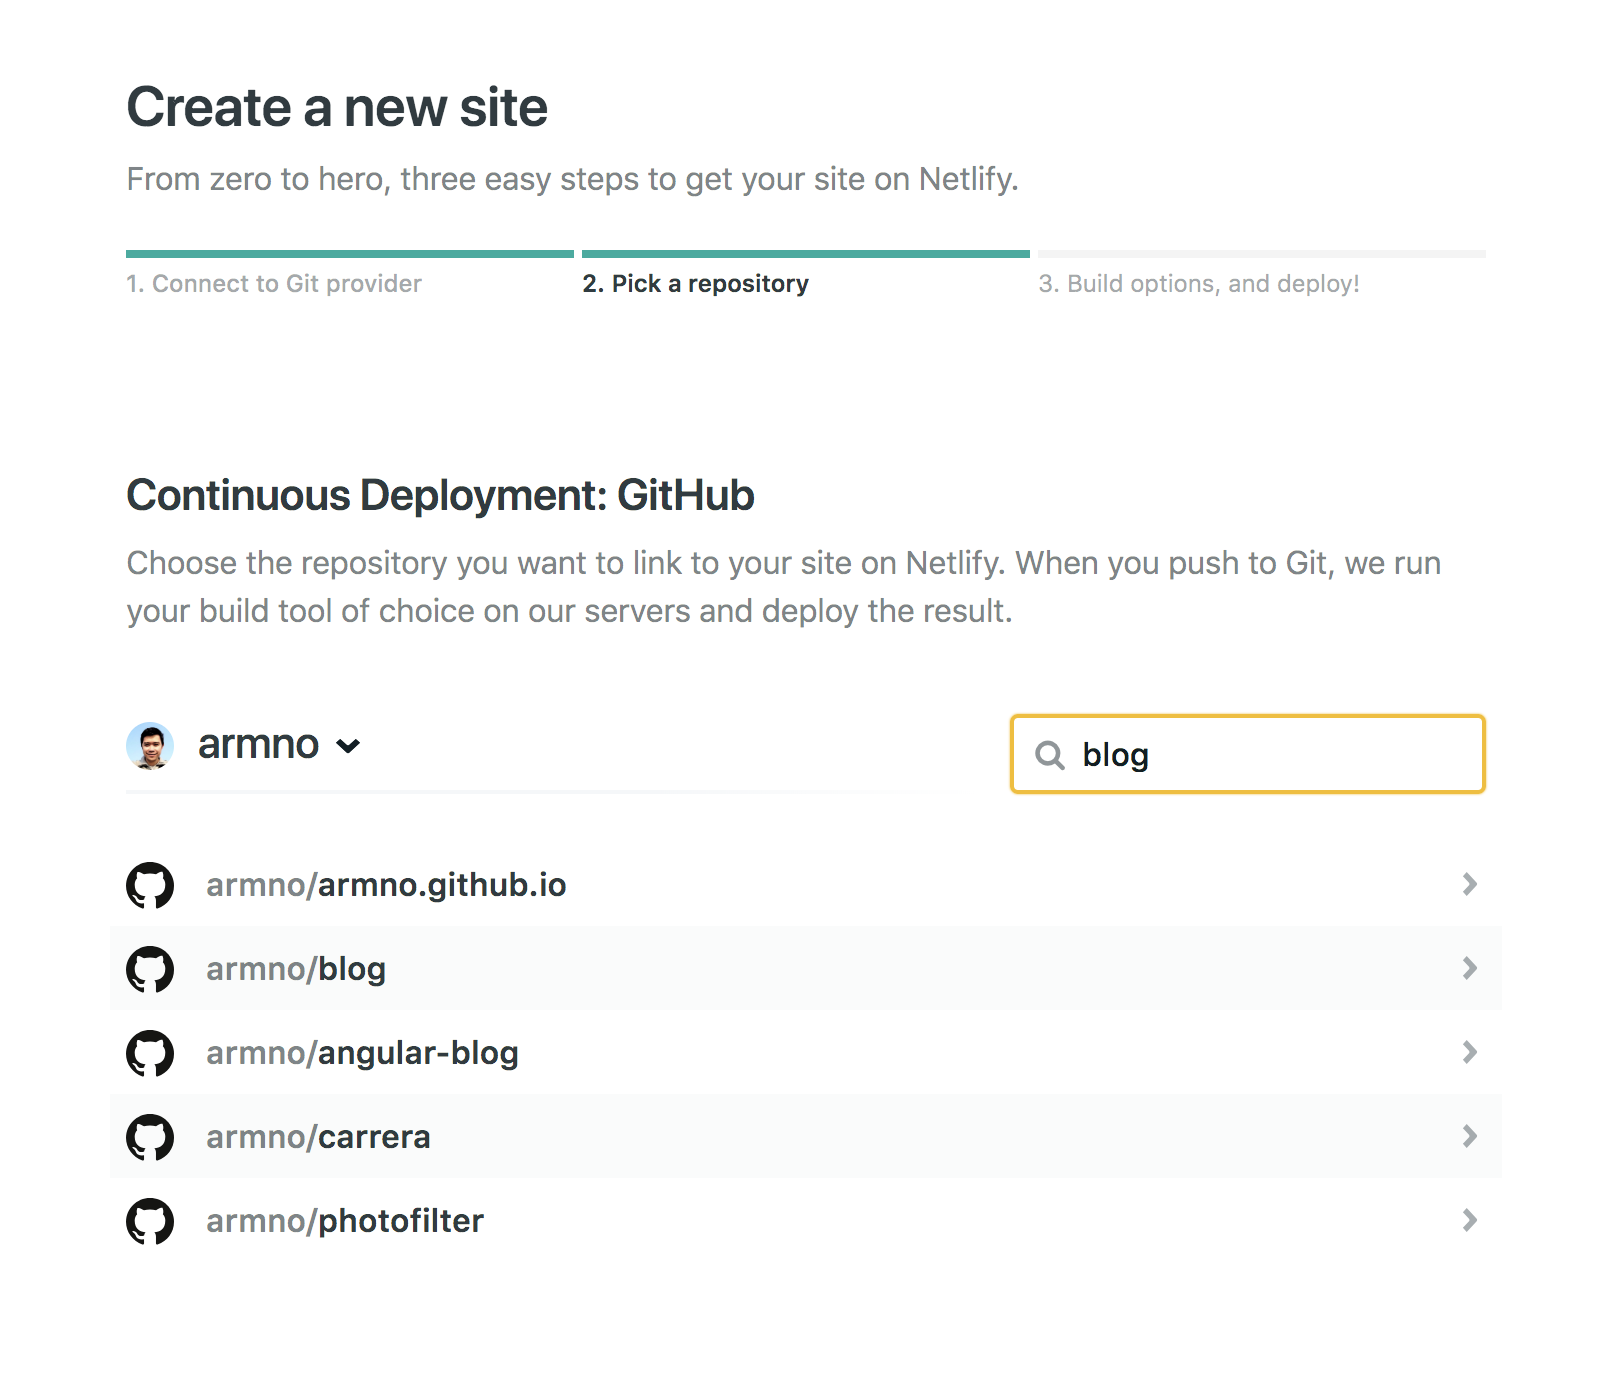 Create a new site
From zero to hero, three easy steps to get your site on Netlify.
1. Connect to Git provider
2. Pick a repository
3. Build options, and deploy!
Continuous Deployment: GitHub
Choose the repository you want to link to your site on Netlify. When you push to Git, we run
your build tool of choice on our servers and deploy the result.
armno
blog
armno/armno.github.io
armno/blog
armno/angular-blog
armno/carrera
armno/photofilter